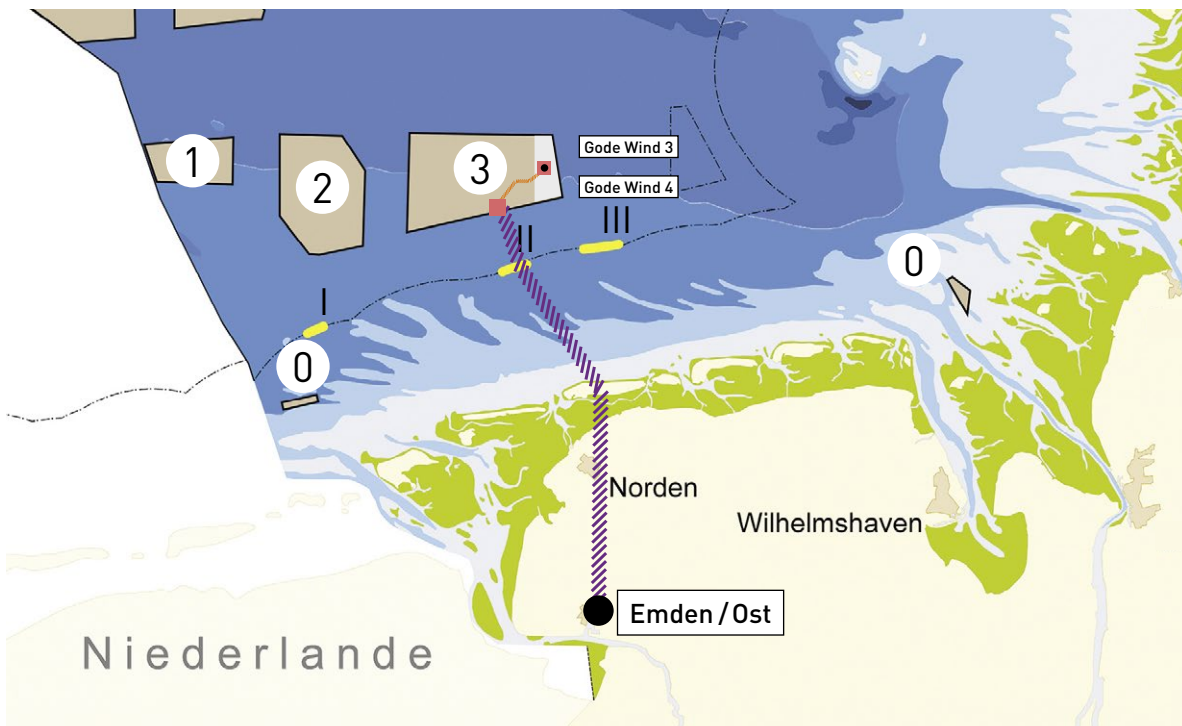 1
2
3
Gode Wind 3
Gode Wind 4
III
II
I
0
0
Norden
Wilhelmshaven
Emden / Ost
Niederlande